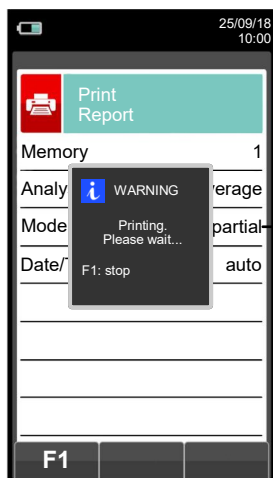 25/09/18
10:00
Print
Report
Memory 1
Analy verage
Mode partial
Date/ auto
WARNING
Printing.
Please wait...
F1: stop
F1